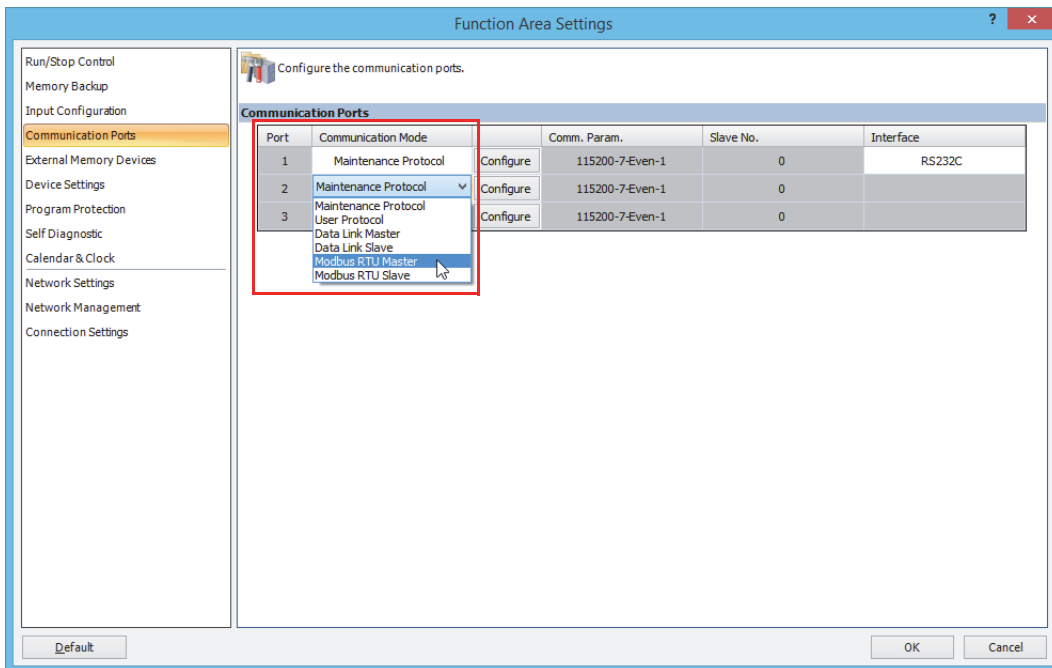 Function Area Settings
? ×
Run/Stop Control
Memory Backup
Input Configuration
Communication Ports
External Memory Devices
Device Settings
Program Protection
Self Diagnostic
Calendar & Clock
Network Settings
Network Management
Connection Settings
Configure the communication ports.
Communication Ports
Port Communication Mode Comm. Param. Slave No. Interface
1 Maintenance Protocol Configure 115200-7-Even-1 0 RS232C
2 Maintenance Protocol Configure 115200-7-Even-1 0
3 Configure 115200-7-Even-1 0
Maintenance Protocol
User Protocol
Data Link Master
Data Link Slave
Modbus RTU Master
Modbus RTU Slave
Default OK Cancel